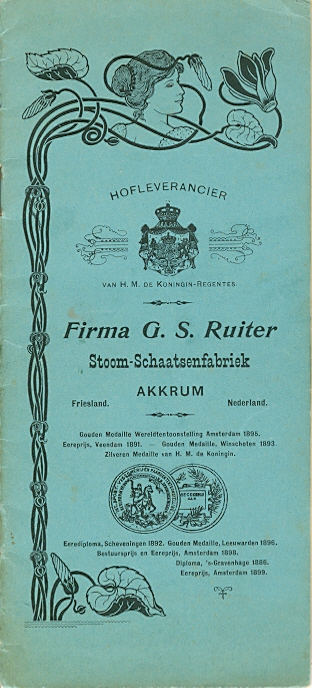 HOFLEVERANCIER
VAN H. M. DE KONINGIN-REGENTES.
Firma G. S. Ruiter
Stoom-Schaatsenfabriek
AKKRUM
Friesland. Nederland.
Gouden Medaille Wereldtentoonstelling Amsterdam 1895.
Eereprijs, Veendam 1891. — Gouden Medaille, Winschoten 1893.
Zilveren Medaille van H. M. de Koningin.
Eerediploma, Scheveningen 1892. Gouden Medaille, Leeuwarden 1896.
Bestuursprijs en Eereprijs, Amsterdam 1898.
Diploma, 's-Gravenhage 1886.
Eereprijs, Amsterdam 1899.